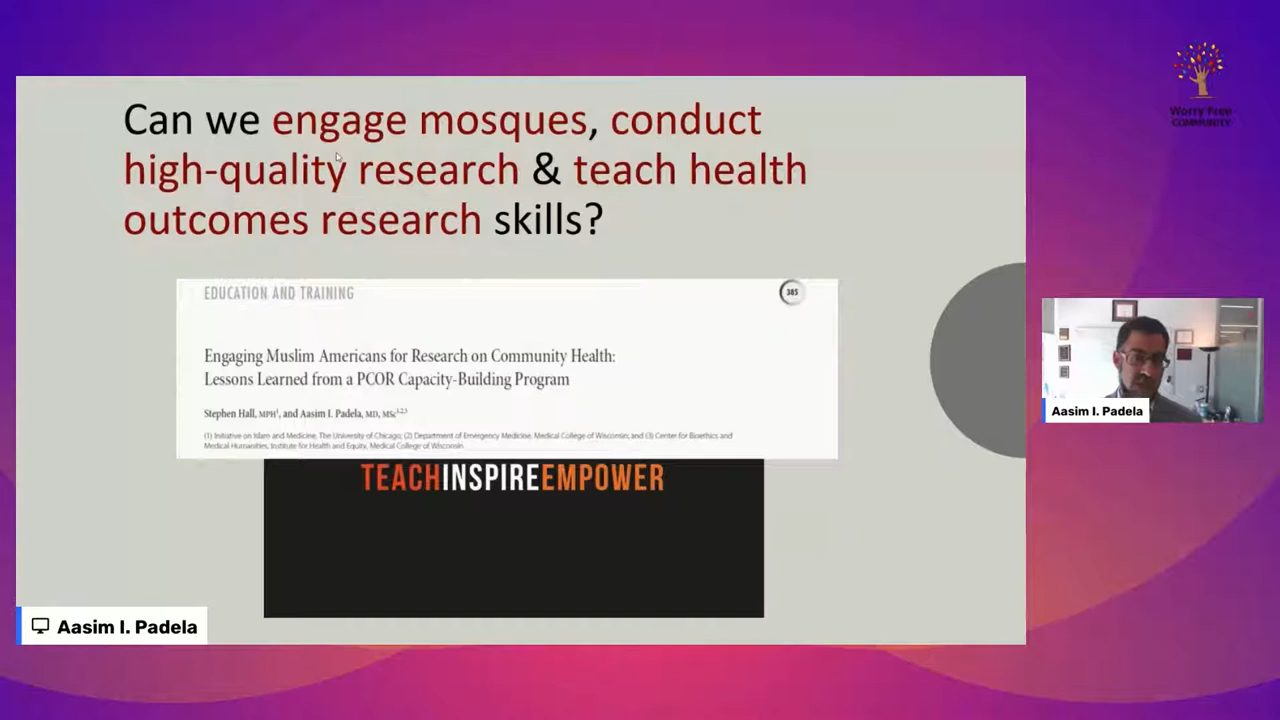 Can we engage mosques, conduct
high-quality research & teach health
outcomes research skills?
EDUCATION AND TRAINING
385
Engaging Muslim Americans for Research on Community Health:
Lessons Learned from a PCOR Capacity-Building Program
Stephen Hall, MPH1, and Aasim I. Padela, MD, MSc1,2,3
(1) Initiative on Islam and Medicine, The University of Chicago; (2) Department of Emergency Medicine, Medical College of Wisconsin; and (3) Center for Bioethics and
Medical Humanities, Institute for Health and Equity, Medical College of Wisconsin
TEACHINSPIREEMPOWER
Aasim I. Padela
Worry Free
COMMUNITY
Aasim I. Padela